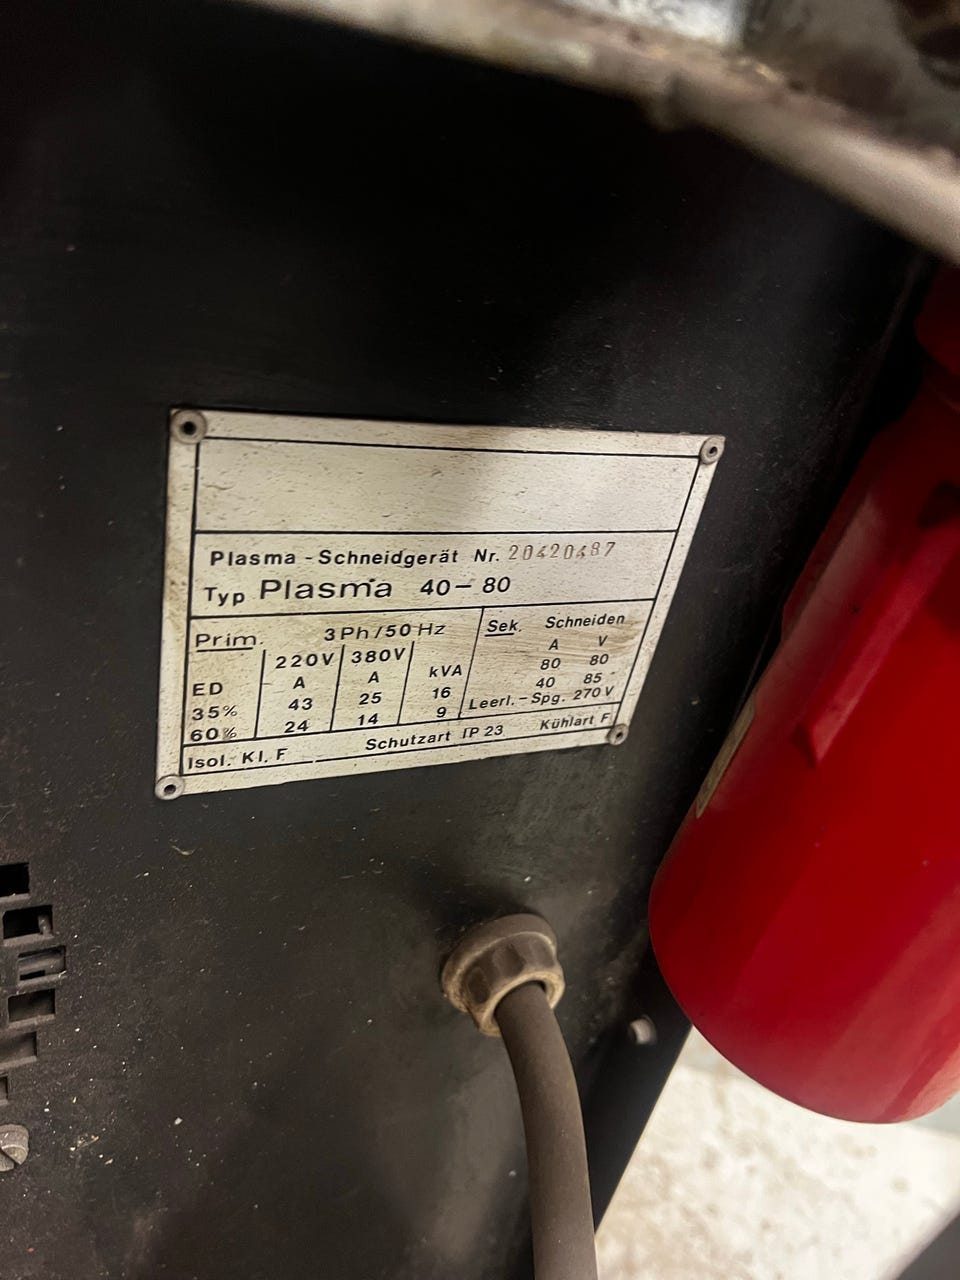 Plasma-Schneidgerät Nr. 20420487
Typ Plasma 40-80
Prim. 3Ph/50Hz
220V 380V
ED A A kVA
35% 43 25 16
60% 24 14 9
Sek. Schneiden
A V
80 80
40 85
Leerl.-Spg. 270V
Isol. Kl. F Schutzart IP 23 Kühlart F